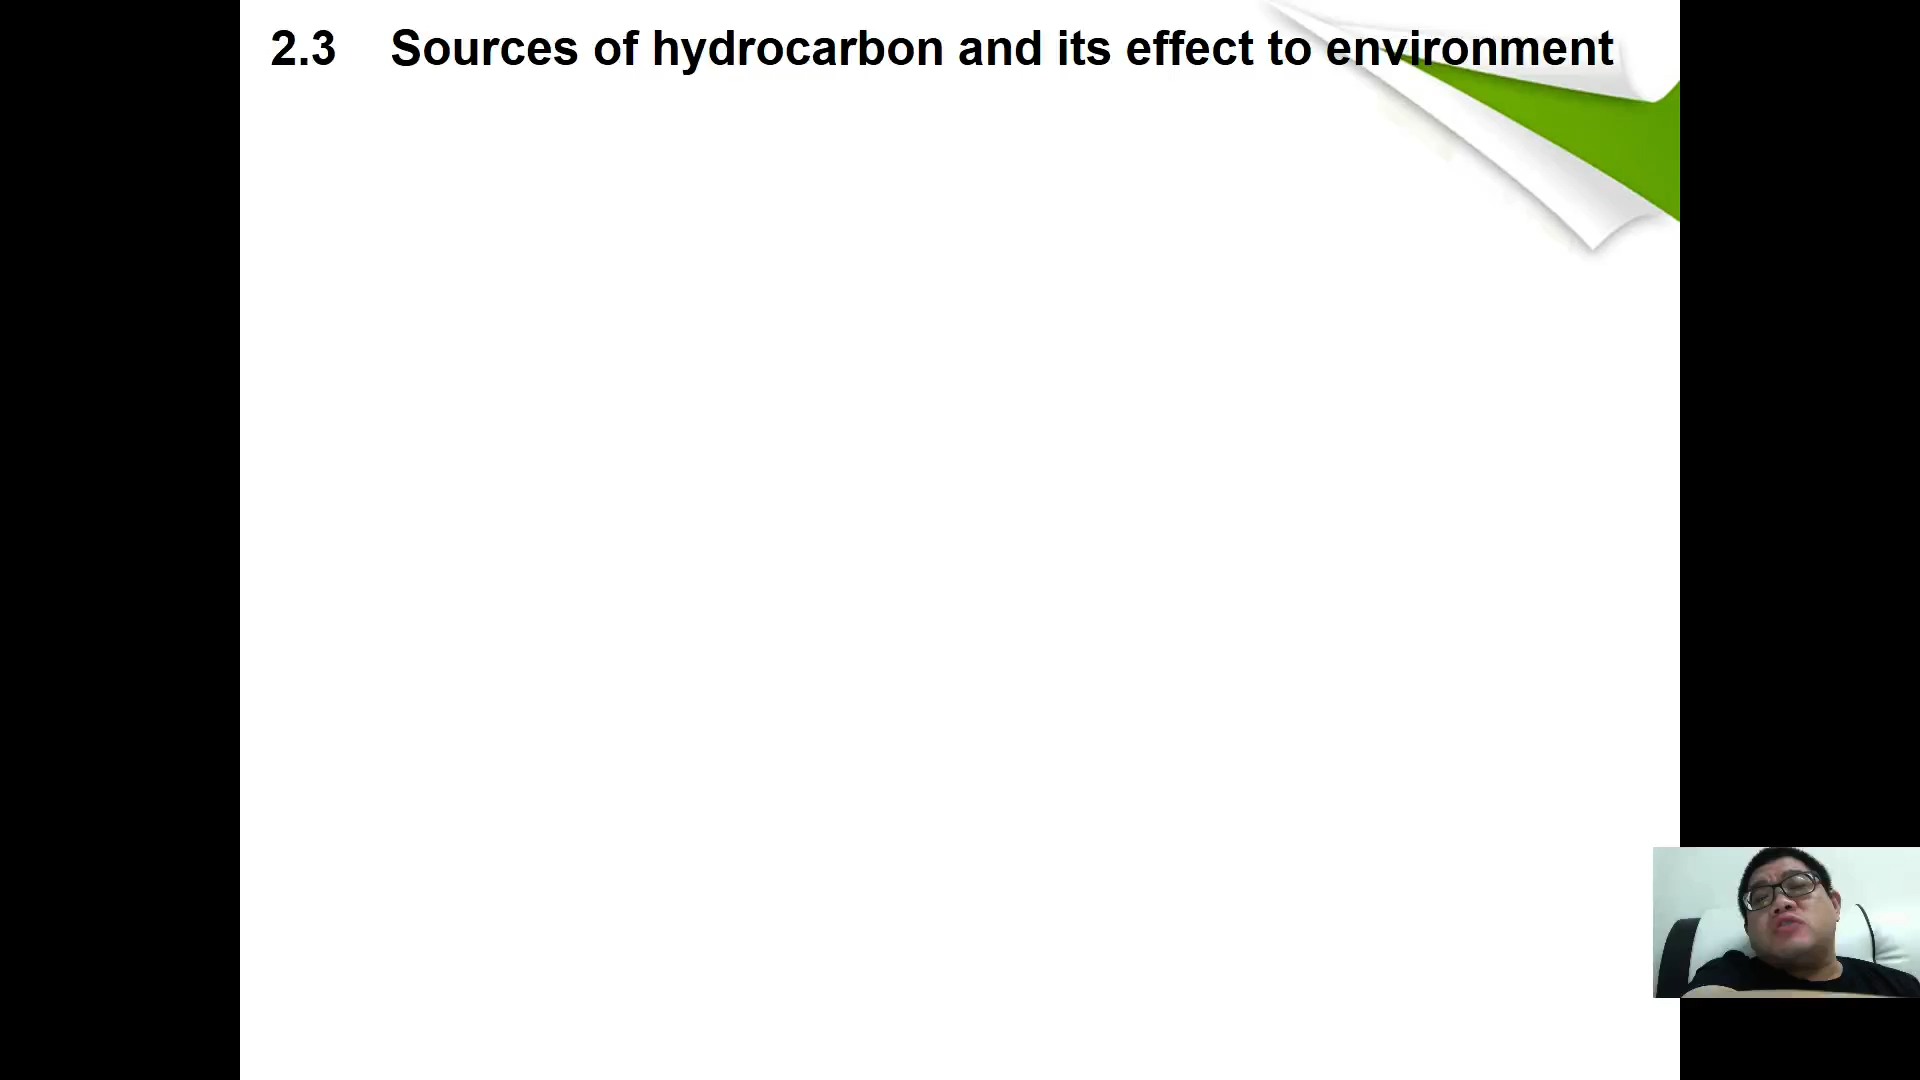 2.3 Sources of hydrocarbon and its effect to environment